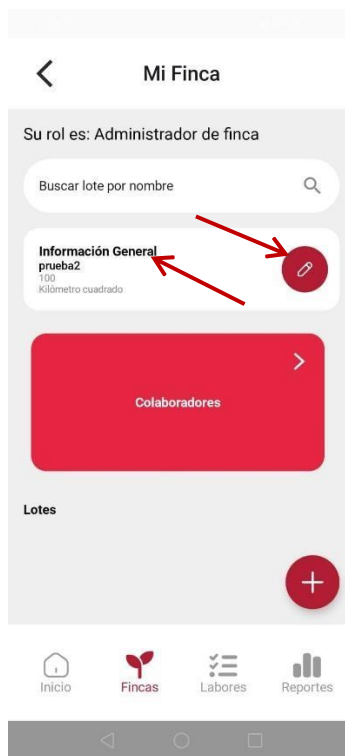 Mi Finca
Su rol es: Administrador de finca
Buscar lote por nombre
Información General
prueba2
100
Kilómetro cuadrado
Colaboradores
Lotes
Inicio
Fincas
Labores
Reportes